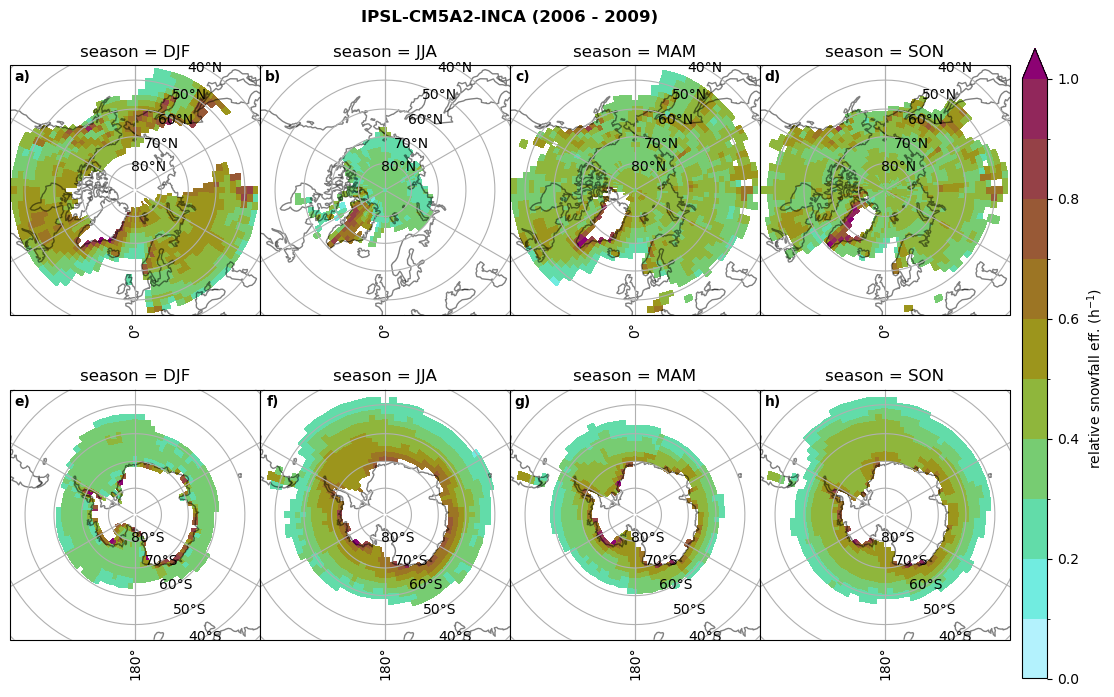 IPSL-CM5A2-INCA (2006 - 2009)
season = DJF
season = JJA
season = MAM
season = SON
a)
40°N
50°N
60°N
70°N
80°N
0°
b)
40°N
50°N
60°N
70°N
80°N
0°
c)
40°N
50°N
60°N
70°N
80°N
0°
d)
40°N
50°N
60°N
70°N
80°N
0°
season = DJF
season = JJA
season = MAM
season = SON
e)
80°S
70°S
60°S
50°S
40°S
180°
f)
80°S
70°S
60°S
50°S
40°S
180°
g)
80°S
70°S
60°S
50°S
40°S
180°
h)
80°S
70°S
60°S
50°S
40°S
180°
1.0
0.8
0.6
0.4
0.2
0.0
relative snowfall eff. (h⁻¹)